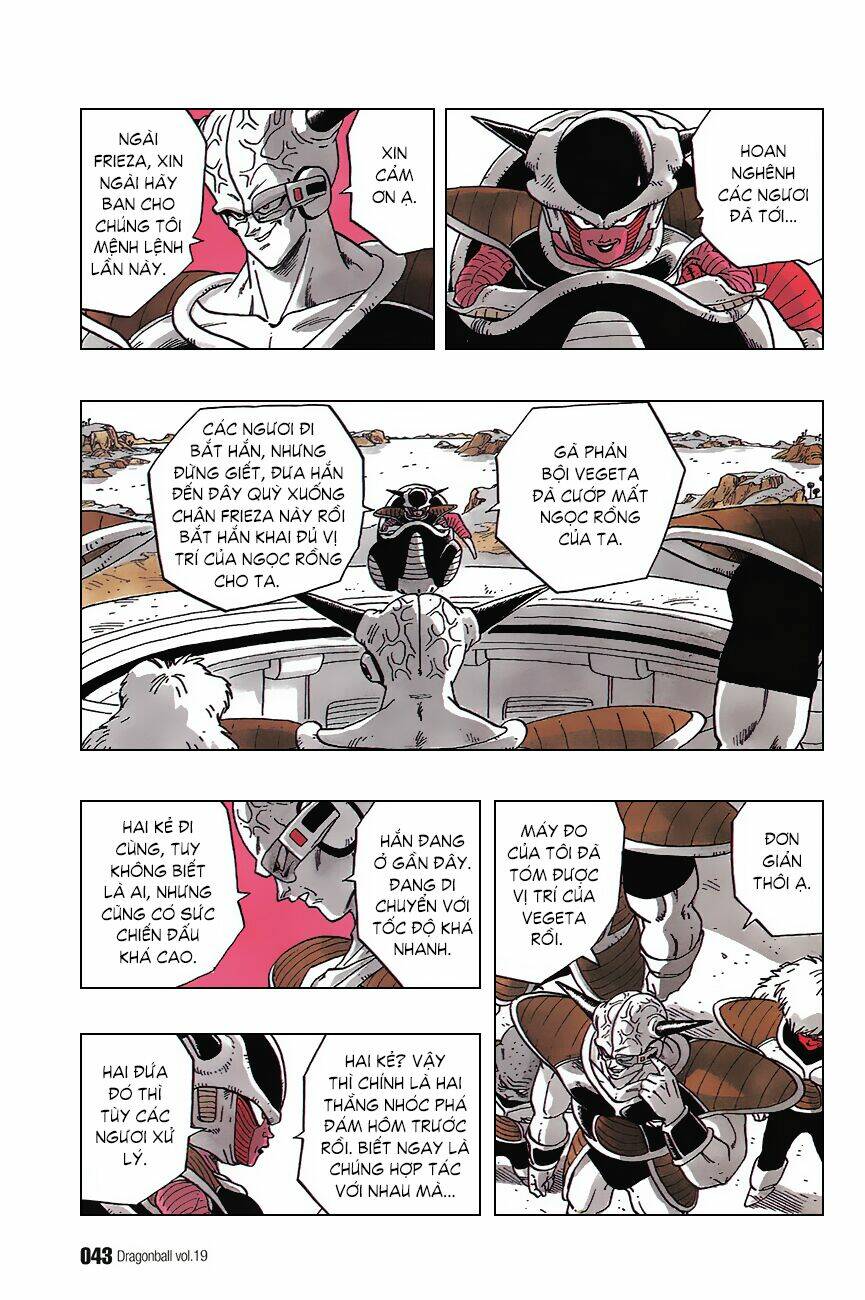 HOAN
NGHÊNH
CÁC NGƯƠI
ĐÃ TỚI...
XIN
CẢM
ƠN Ạ.
NGÀI
FRIEZA, XIN
NGÀI HÃY
BAN CHO
CHÚNG TÔI
MỆNH LỆNH
LẦN NÀY.
GÃ PHẢN
BỘI VEGETA
ĐÃ CƯỚP MẤT
NGỌC RỒNG
CỦA TA.
CÁC NGƯƠI ĐI
BẮT HẮN, NHƯNG
ĐỪNG GIẾT, ĐƯA HẮN
ĐẾN ĐÂY QUỲ XUỐNG
CHÂN FRIEZA NÀY RỒI
BẮT HẮN KHAI ĐỦ VỊ
TRÍ CỦA NGỌC RỒNG
CHO TA.
ĐƠN
GIẢN
THÔI Ạ.
MÁY ĐO
CỦA TÔI ĐÃ
TÓM ĐƯỢC
VỊ TRÍ CỦA
VEGETA
RỒI.
HẮN ĐANG
Ở GẦN ĐÂY.
ĐANG DI
CHUYỂN VỚI
TỐC ĐỘ KHÁ
NHANH.
HAI KẺ ĐI
CÙNG, TUY
KHÔNG BIẾT
LÀ AI, NHƯNG
CŨNG CÓ SỨC
CHIẾN ĐẤU
KHÁ CAO.
HAI KẺ? VẬY
THÌ CHÍNH LÀ HAI
THẰNG NHÓC PHÁ
ĐÁM HÔM TRƯỚC
RỒI. BIẾT NGAY LÀ
CHÚNG HỢP TÁC
VỚI NHAU MÀ...
HAI ĐỨA
ĐÓ THÌ
TÙY CÁC
NGƯƠI XỬ
LÝ.
043 Dragonball vol.19